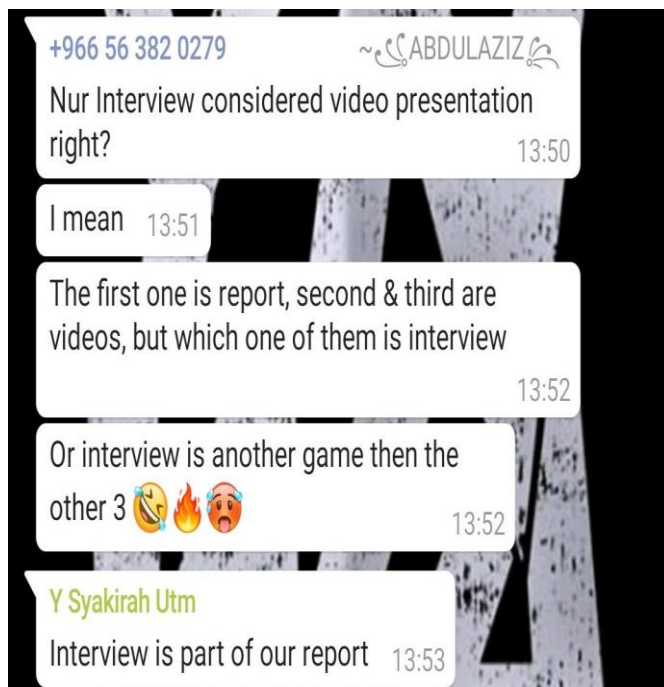 +966 56 382 0279 ~ꪶABDULAZIZꫂ
Nur Interview considered video presentation
right?
13:50
I mean 13:51
The first one is report, second & third are
videos, but which one of them is interview
13:52
Or interview is another game then the
other 3 🤣🔥🥵
13:52
Y Syakirah Utm
Interview is part of our report 13:53